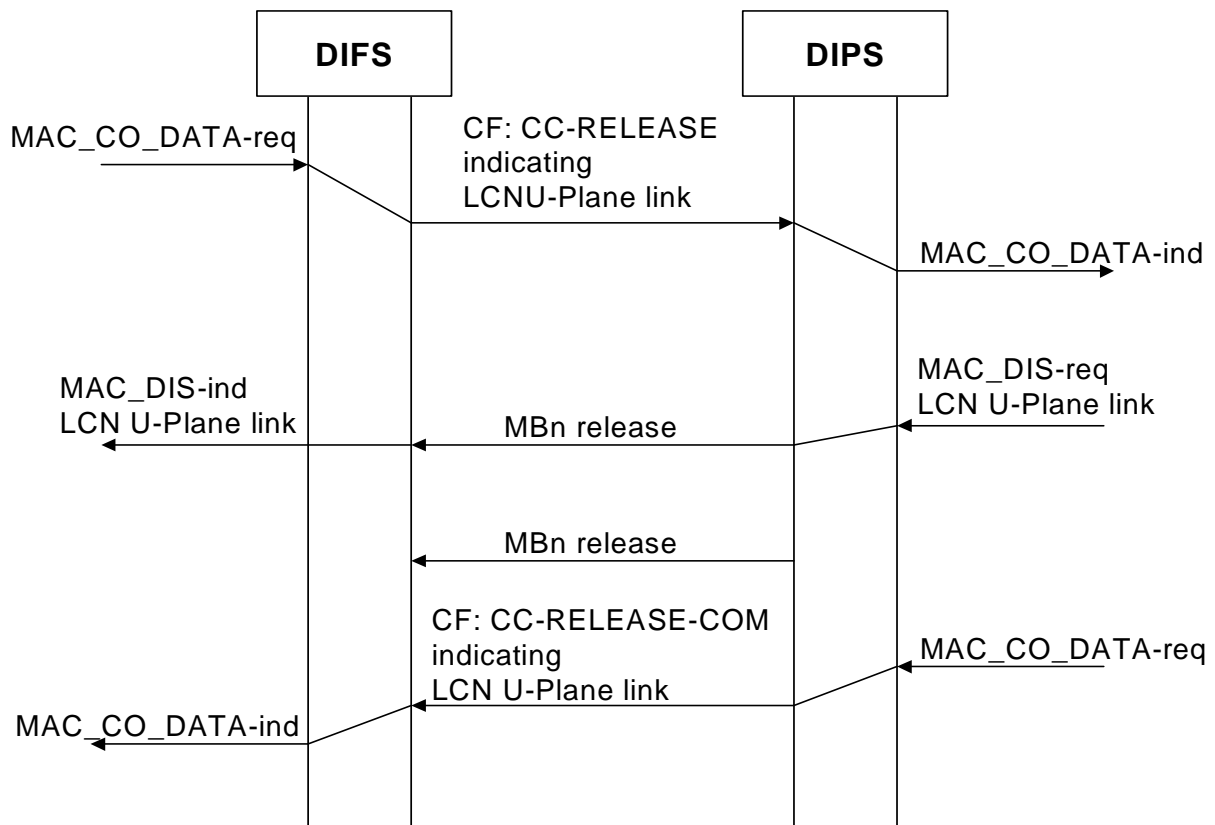 DIFS
DIPS
MAC_CO_DATA-req
CF: CC-RELEASE
indicating
LCNU-Plane link
MAC_CO_DATA-ind
MAC_DIS-ind
LCN U-Plane link
MBn release
MAC_DIS-req
LCN U-Plane link
MBn release
CF: CC-RELEASE-COM
indicating
LCN U-Plane link
MAC_CO_DATA-req
MAC_CO_DATA-ind